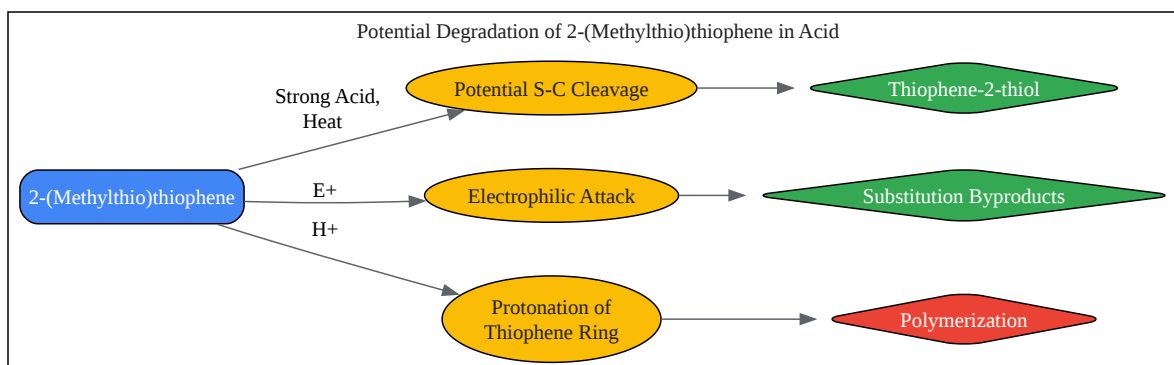 Potential Degradation of 2-(Methylthio)thiophene in Acid
Strong Acid,
Heat
Potential S-C Cleavage
Thiophene-2-thiol
2-(Methylthio)thiophene
E+
Electrophilic Attack
Substitution Byproducts
H+
Protonation of
Thiophene Ring
Polymerization